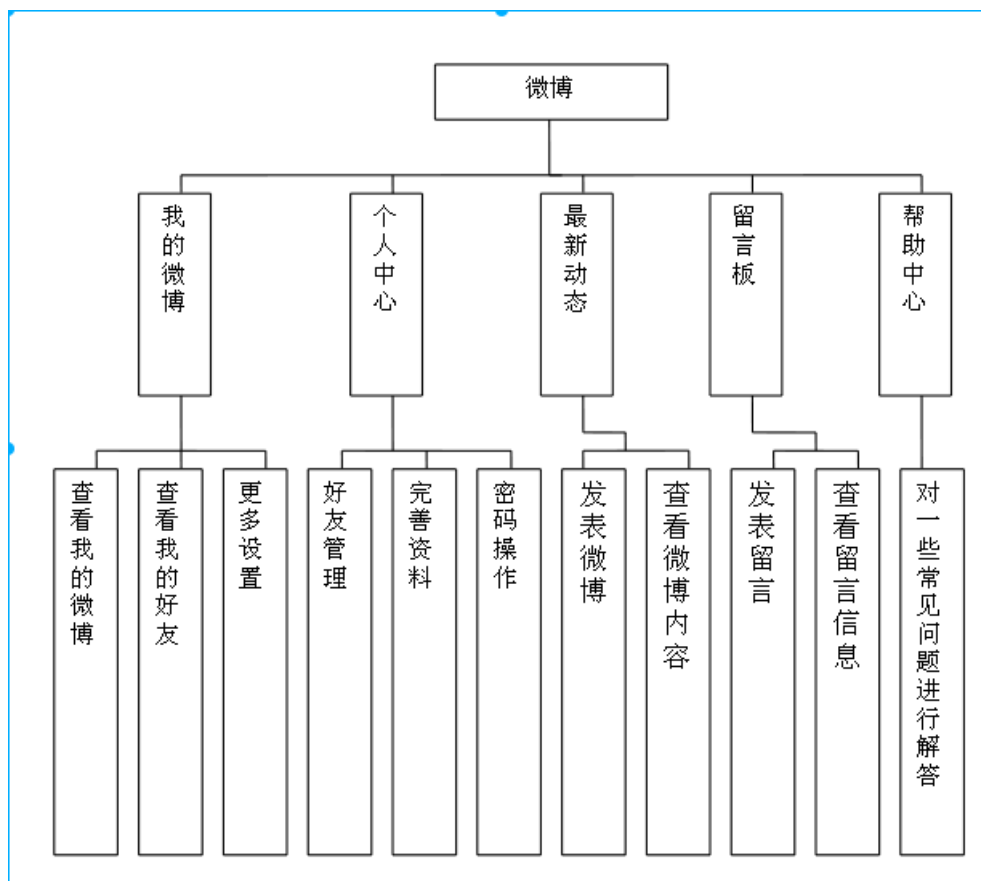 微博
我的微博
个人中心
最新动态
留言板
帮助中心
查看我的微博
查看我的好友
更多设置
好友管理
完善资料
密码操作
发表微博
查看微博内容
发表留言
查看留言信息
对一些常见问题进行解答